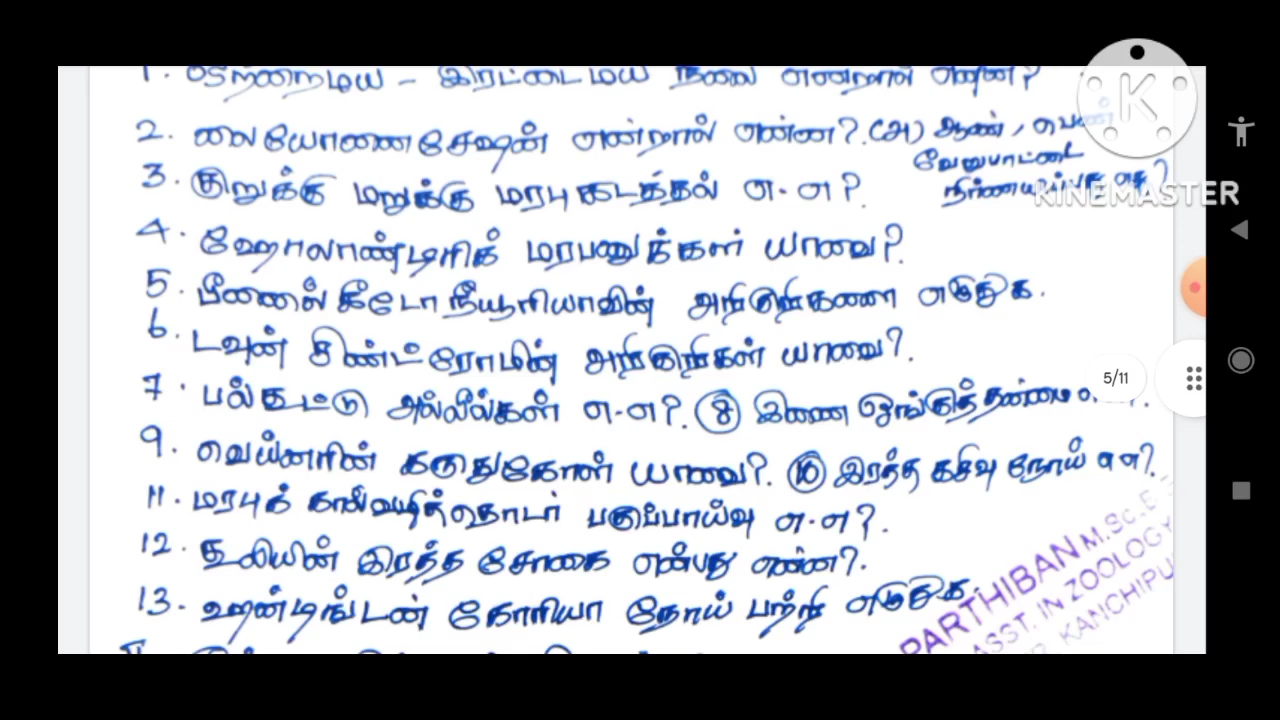 1. ஒற்றைமய - இரட்டைமய நிலை என்றால் என்ன?
2. லையோனைசேஷன் என்றால் என்ன? (அ) ஆண், பெண்
வேறுபாட்டை
3. குறுக்கு மறுக்கு மரபு கடத்தல் எ.எ? நிர்ணயிப்பது எது?
KINEMASTER
4. ஹோலாண்டிரிக் மரபணுக்கள் யாவை?
5. பீனைல் கீடோநீயூரியாவின் அறிகுறிகளை எழுதுக.
6. டவுன் சிண்ட்ரோமின் அறிகுறிகள் யாவை?
5/11
7. பல்கூட்டு அல்லீல்கள் எ-எ? 8 இணை ஓங்குத்தன்மை
9. வெய்னரின் கருதுகோள் யாவை? 10 இரத்த கசிவு நோய் எ எ?
11. மரபுக் கால்வழித்தொடர் பகுப்பாய்வு எ.எ?
12. கூலியின் இரத்த சோகை என்பது என்ன?
13. ஹன்டிங்டன் கோரியா நோய் பற்றி எழுதுக.
PARTHIBAN M.Sc., B
ASST. IN ZOOLOGY
KANCHIPU